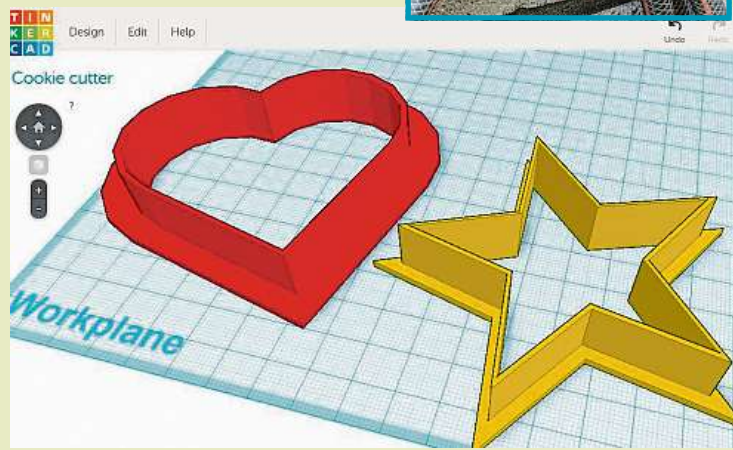 TIN
KER
CAD
Design Edit Help
Undo
Redo
Cookie cutter
?
+
-
Workplane